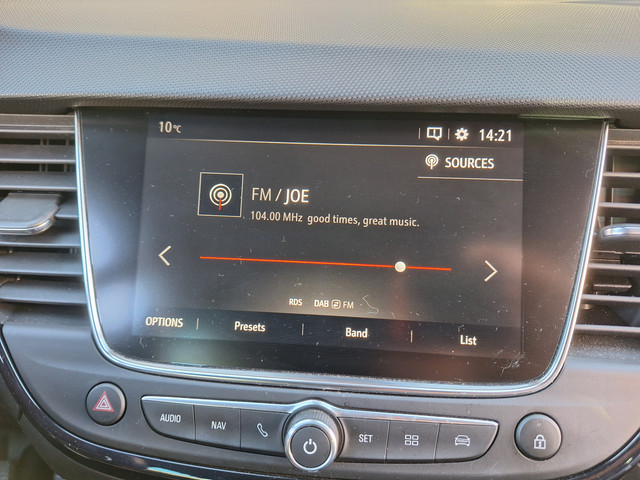 10°C 14:21
SOURCES
FM / JOE
104.00 MHz good times, great music.
RDS DAB FM
OPTIONS Presets Band List
AUDIO NAV SET